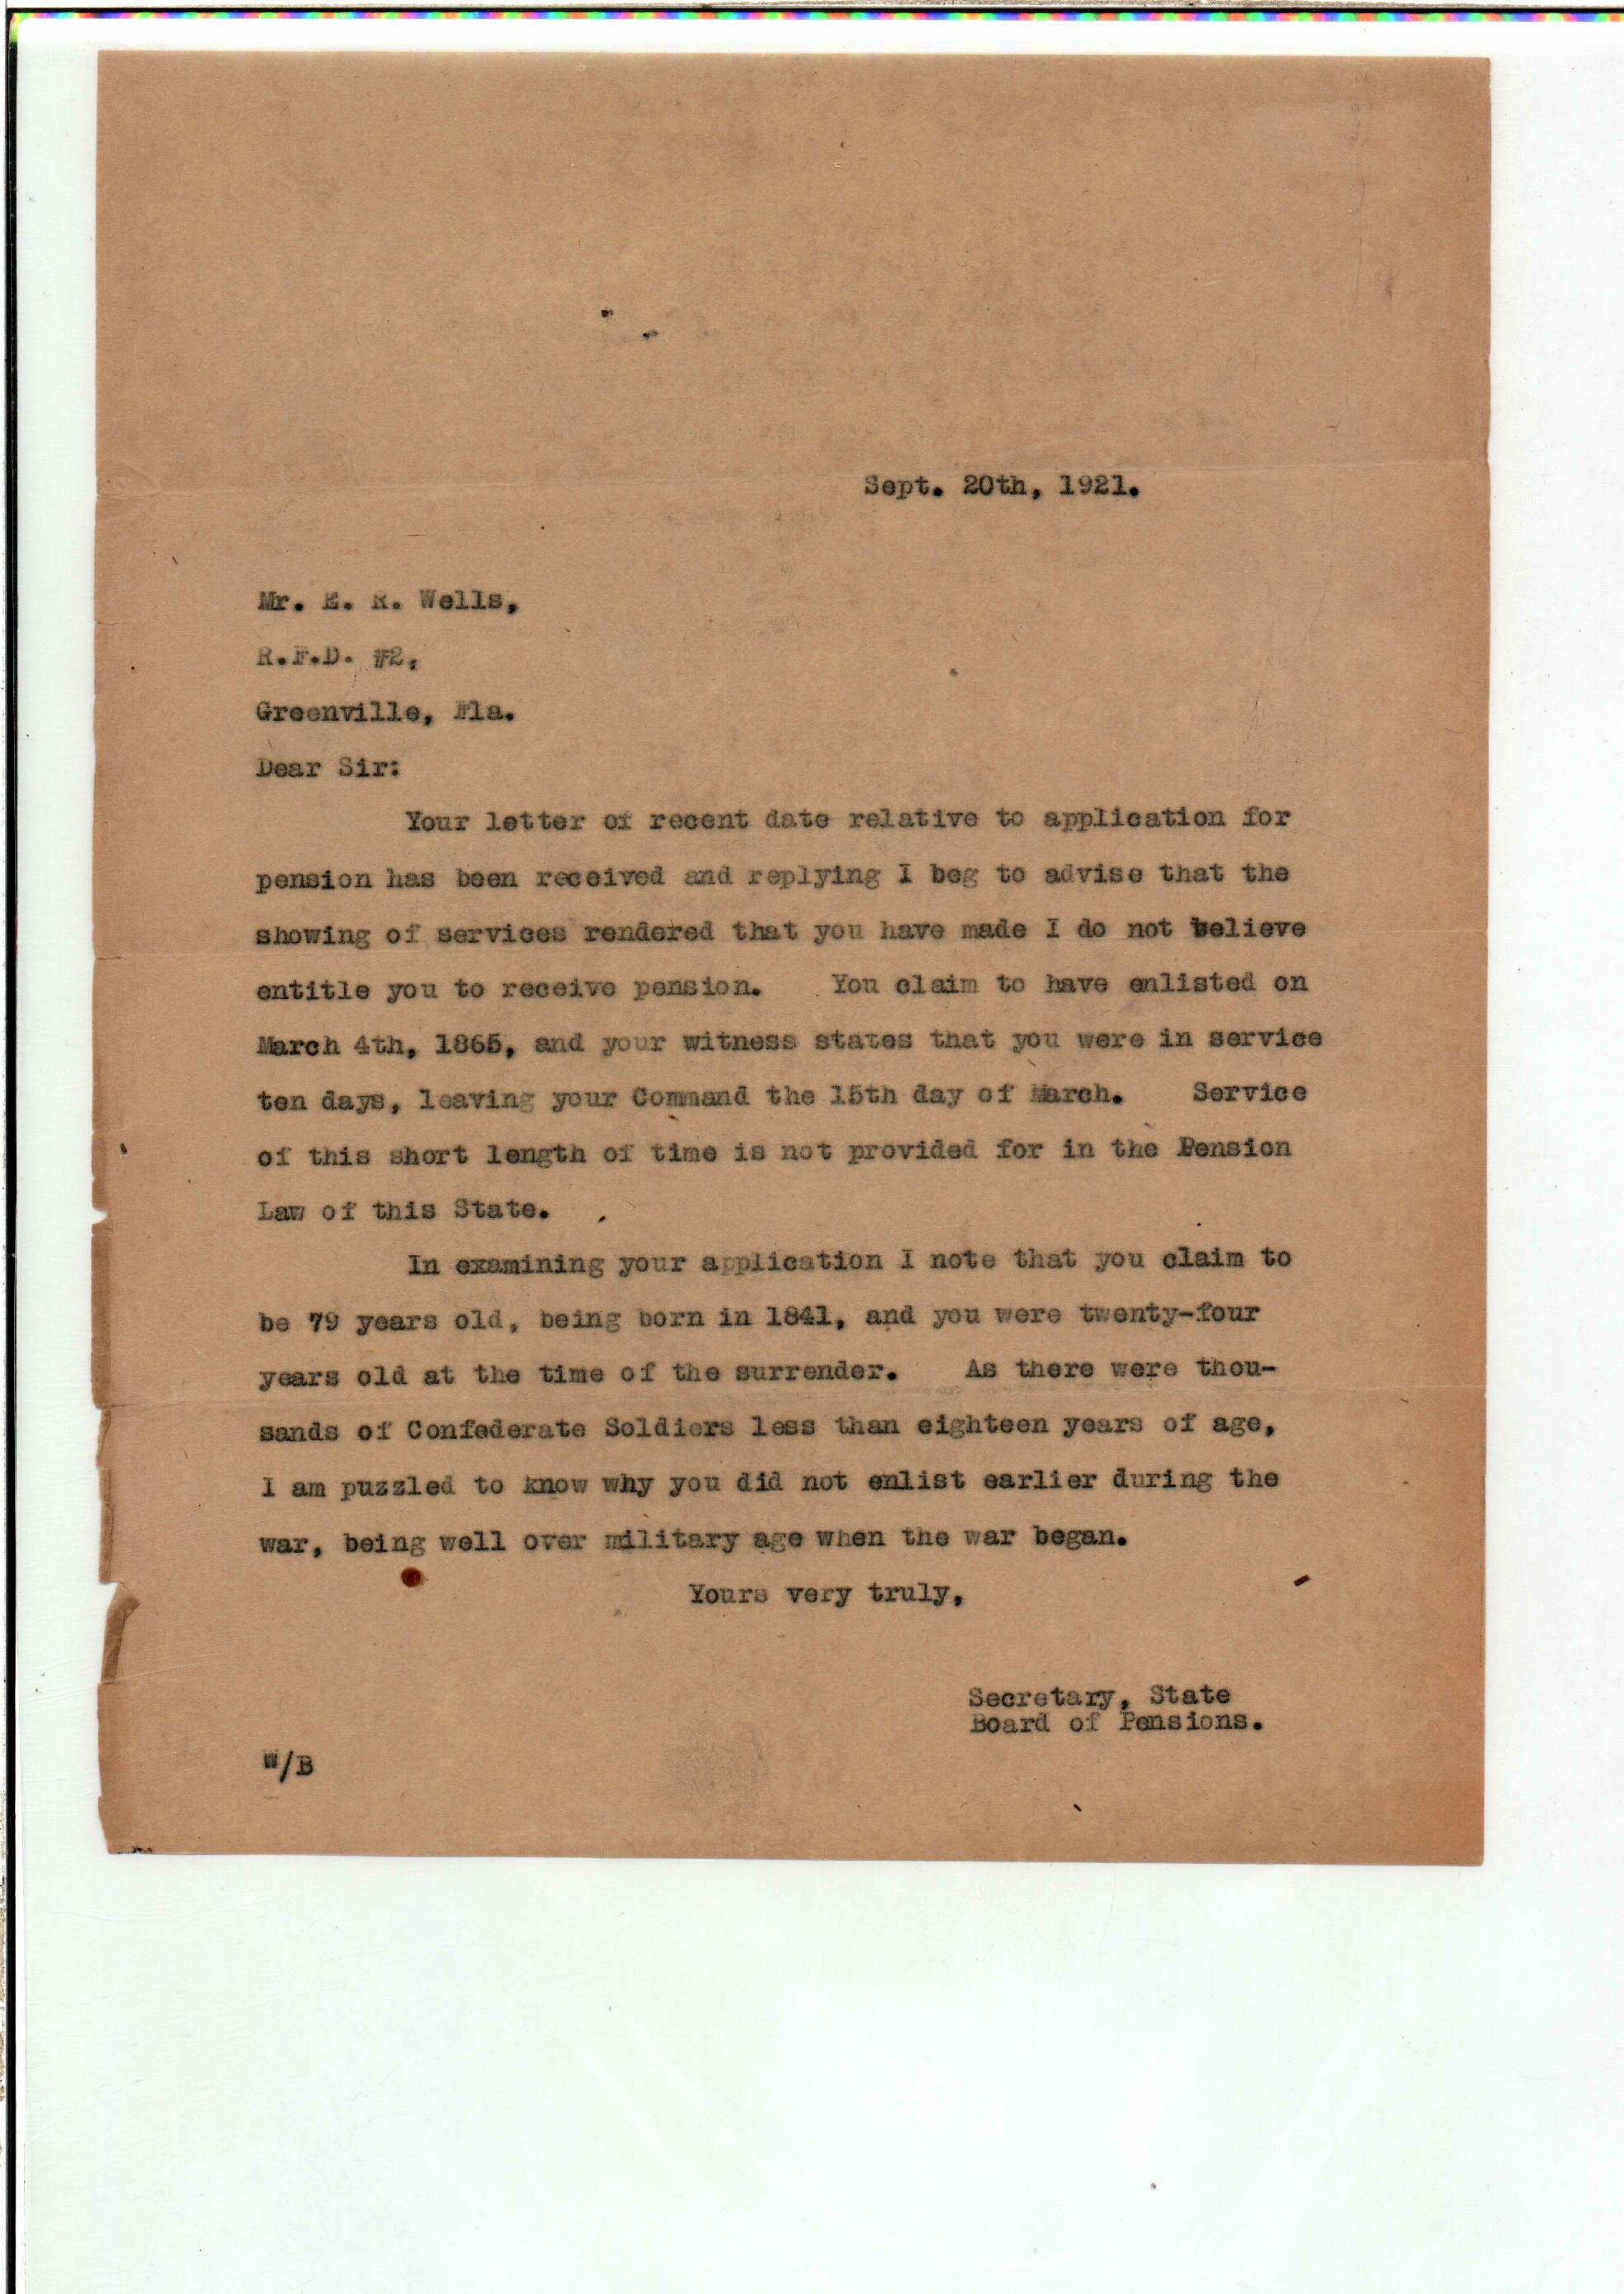 Sept. 20th, 1921.
Mr. E. R. Wells,
R.F.D. #2,
Greenville, Fla.
Dear Sir:
Your letter of recent date relative to application for
pension has been received and replying I beg to advise that the
showing of services rendered that you have made I do not believe
entitle you to receive pension. You claim to have enlisted on
March 4th, 1865, and your witness states that you were in service
ten days, leaving your Command the 15th day of March. Service
of this short length of time is not provided for in the Pension
Law of this State.
In examining your application I note that you claim to
be 79 years old, being born in 1841, and you were twenty-four
years old at the time of the surrender. As there were thou-
sands of Confederate Soldiers less than eighteen years of age,
I am puzzled to know why you did not enlist earlier during the
war, being well over military age when the war began.
Yours very truly,
Secretary, State
Board of Pensions.
W/B